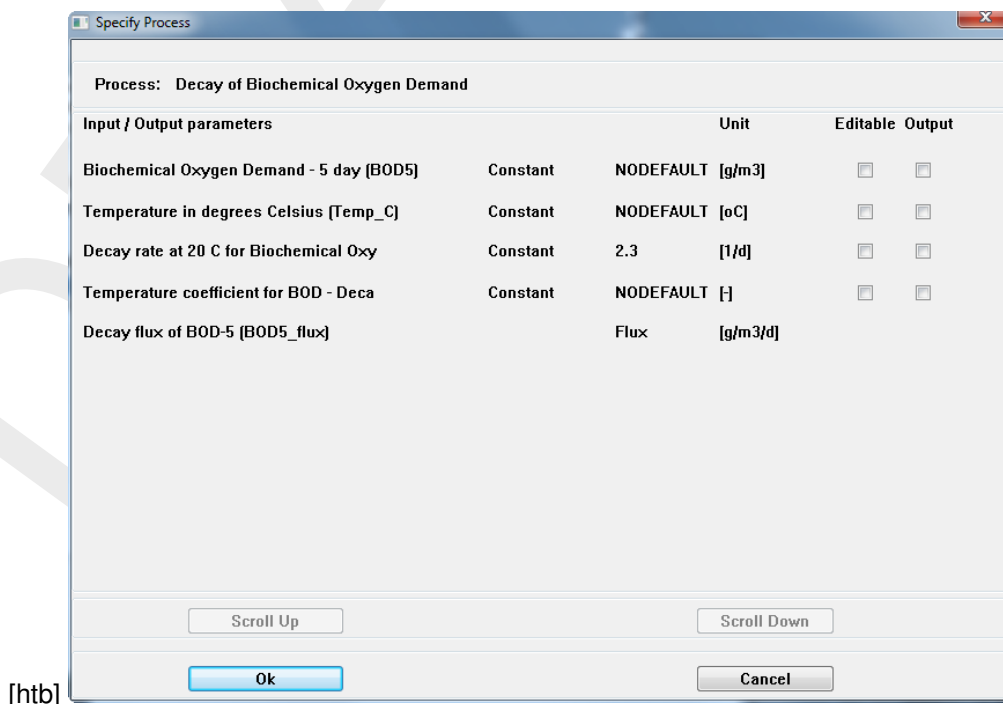 Specify Process
Process: Decay of Biochemical Oxygen Demand
Input / Output parameters Unit Editable Output
Biochemical Oxygen Demand - 5 day (BOD5) Constant NODEFAULT [g/m3]
Temperature in degrees Celsius (Temp_C) Constant NODEFAULT [oC]
Decay rate at 20 C for Biochemical Oxy Constant 2.3 [1/d]
Temperature coefficient for BOD - Deca Constant NODEFAULT [-]
Decay flux of BOD-5 (BOD5_flux) Flux [g/m3/d]
Scroll Up Scroll Down
[htb] Ok Cancel